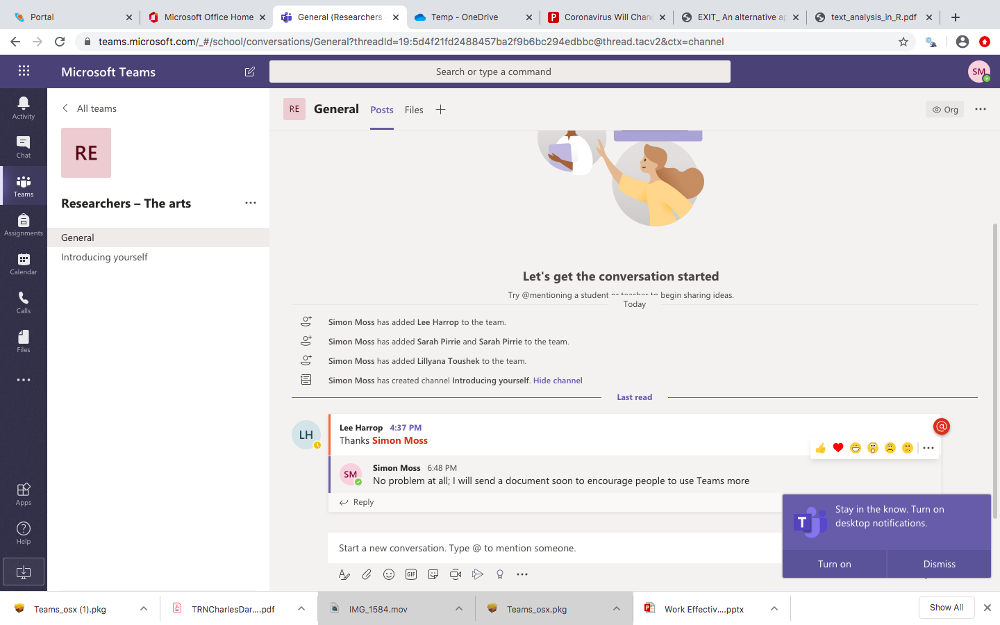 Portal
Microsoft Office Home
General (Researchers -
Temp - OneDrive
Coronavirus Will Chang
EXIT_ An alternative ap
text_analysis_in_R.pdf
teams.microsoft.com/_#/school/conversations/General?threadId=19:5d4f21fd2488457ba2f9b6bc294edbbc@thread.tacv2&ctx=channel
Microsoft Teams
Search or type a command
SM
Activity
Chat
Teams
Assignments
Calendar
Calls
Files
Apps
Help
All teams
RE
Researchers – The arts
General
Introducing yourself
RE
General
Posts
Files
Org
Let's get the conversation started
Try @mentioning a student or teacher to begin sharing ideas.
Today
Simon Moss has added Lee Harrop to the team.
Simon Moss has added Sarah Pirrie and Sarah Pirrie to the team.
Simon Moss has added Lillyana Toushek to the team.
Simon Moss has created channel Introducing yourself. Hide channel
Last read
LH
Lee Harrop 4:37 PM
Thanks Simon Moss
@
SM
Simon Moss 6:48 PM
No problem at all; I will send a document soon to encourage people to use Teams more
Reply
Start a new conversation. Type @ to mention someone.
GIF
T
Stay in the know. Turn on
desktop notifications.
Turn on
Dismiss
Teams_osx (1).pkg
TRNCharlesDar....pdf
IMG_1584.mov
Teams_osx.pkg
Work Effectiv....pptx
Show All